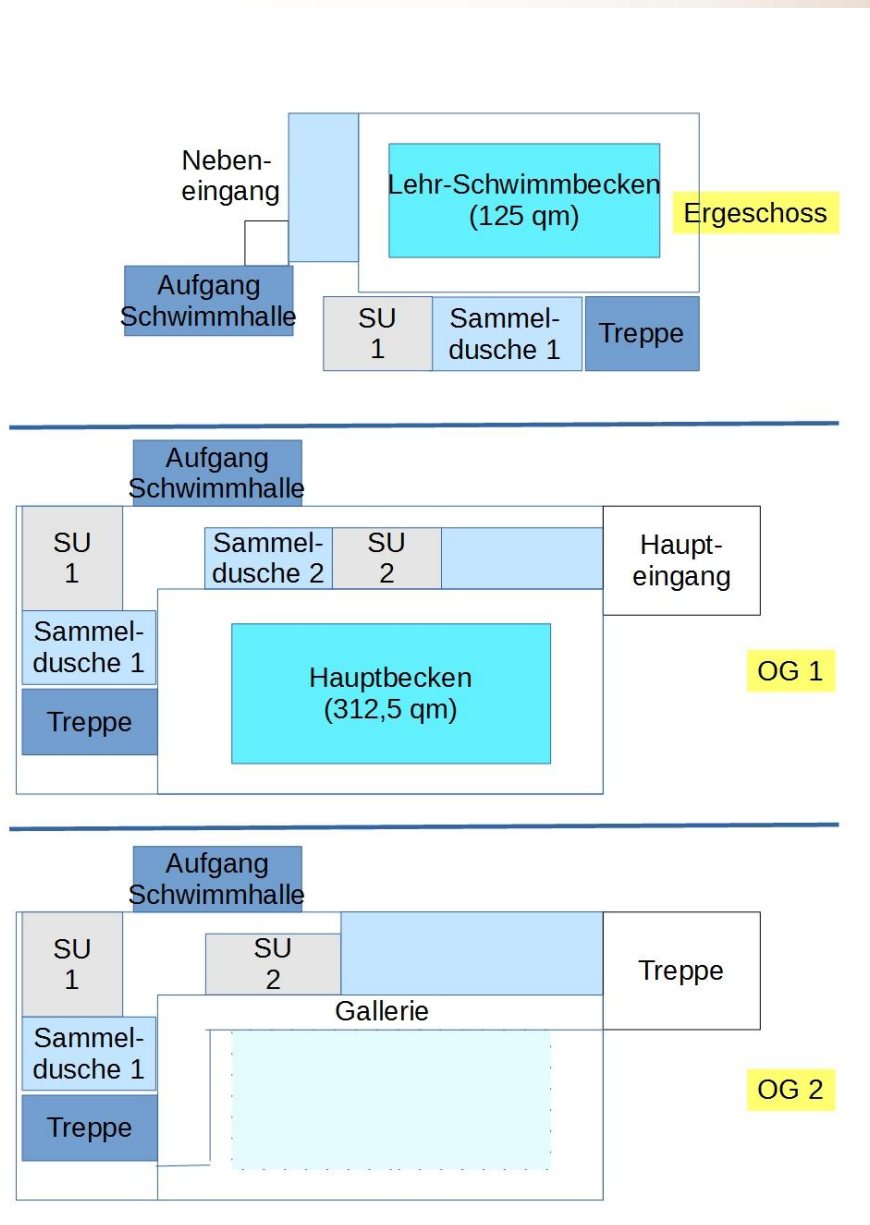 Neben-
eingang
Lehr-Schwimmbecken
(125 qm)
Ergeschoss
Aufgang
Schwimmhalle
SU
1
Sammel-
dusche 1
Treppe
Aufgang
Schwimmhalle
SU
1
Sammel-
dusche 2
SU
2
Haupt-
eingang
Sammel-
dusche 1
Hauptbecken
(312,5 qm)
OG 1
Treppe
Aufgang
Schwimmhalle
SU
1
SU
2
Treppe
Gallerie
Sammel-
dusche 1
OG 2
Treppe